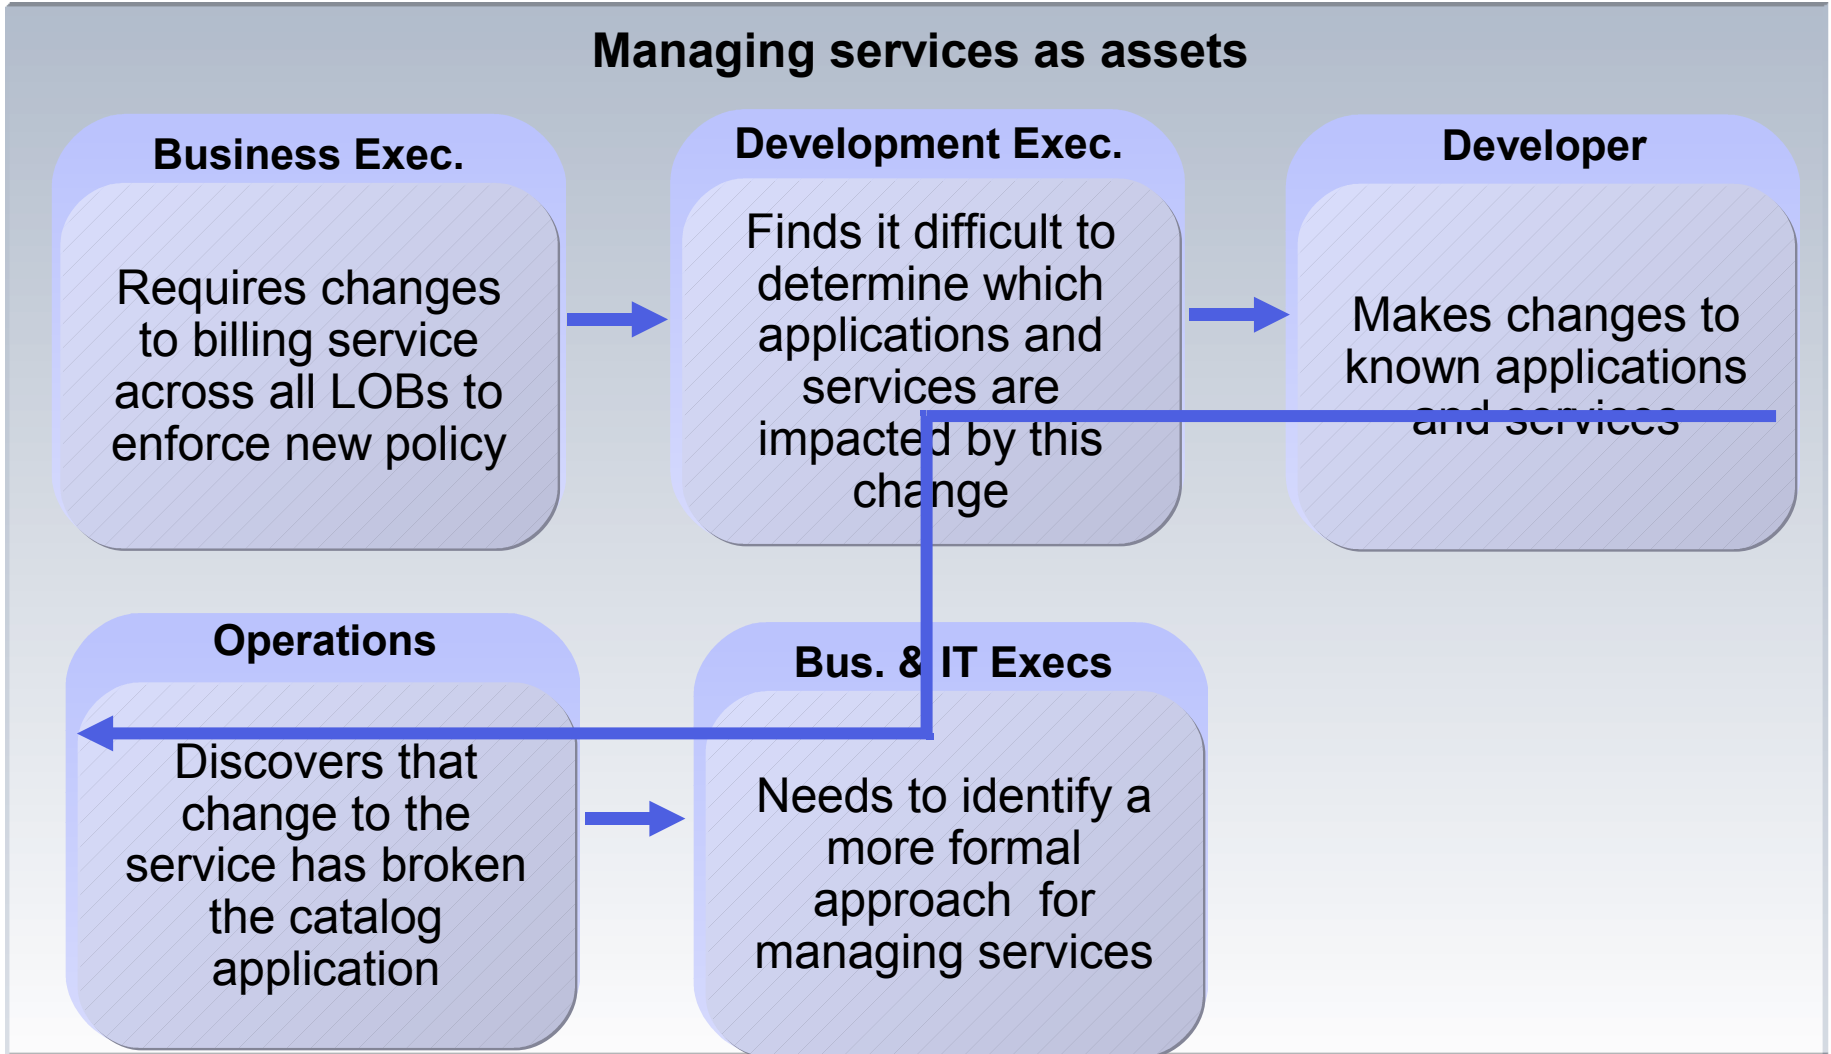 Managing services as assets
Business Exec.
Requires changes
to billing service
across all LOBs to
enforce new policy
Development Exec.
Finds it difficult to
determine which
applications and
services are
impacted by this
change
Developer
Makes changes to
known applications
and services
Operations
Discovers that
change to the
service has broken
the catalog
application
Bus. & IT Execs
Needs to identify a
more formal
approach  for
managing services